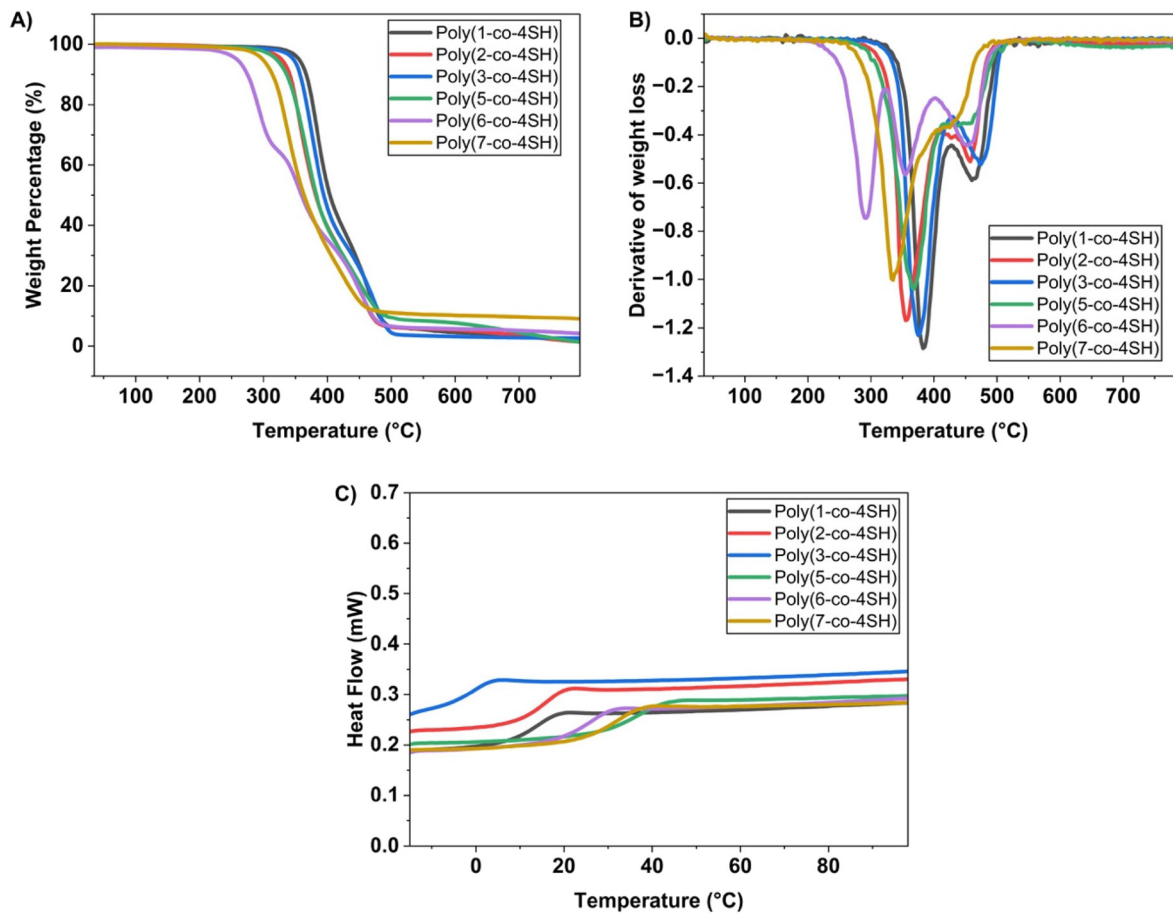 A)
100
80
60
40
20
0
Weight Percentage (%)
Poly(1-co-4SH)
Poly(2-co-4SH)
Poly(3-co-4SH)
Poly(5-co-4SH)
Poly(6-co-4SH)
Poly(7-co-4SH)
100 200 300 400 500 600 700
Temperature (°C)
B)
0.0
−0.2
−0.4
−0.6
−0.8
−1.0
−1.2
−1.4
Derivative of weight loss
Poly(1-co-4SH)
Poly(2-co-4SH)
Poly(3-co-4SH)
Poly(5-co-4SH)
Poly(6-co-4SH)
Poly(7-co-4SH)
100 200 300 400 500 600 700
Temperature (°C)
C)
0.7
0.6
0.5
0.4
0.3
0.2
0.1
0.0
Heat Flow (mW)
Poly(1-co-4SH)
Poly(2-co-4SH)
Poly(3-co-4SH)
Poly(5-co-4SH)
Poly(6-co-4SH)
Poly(7-co-4SH)
0 20 40 60 80
Temperature (°C)